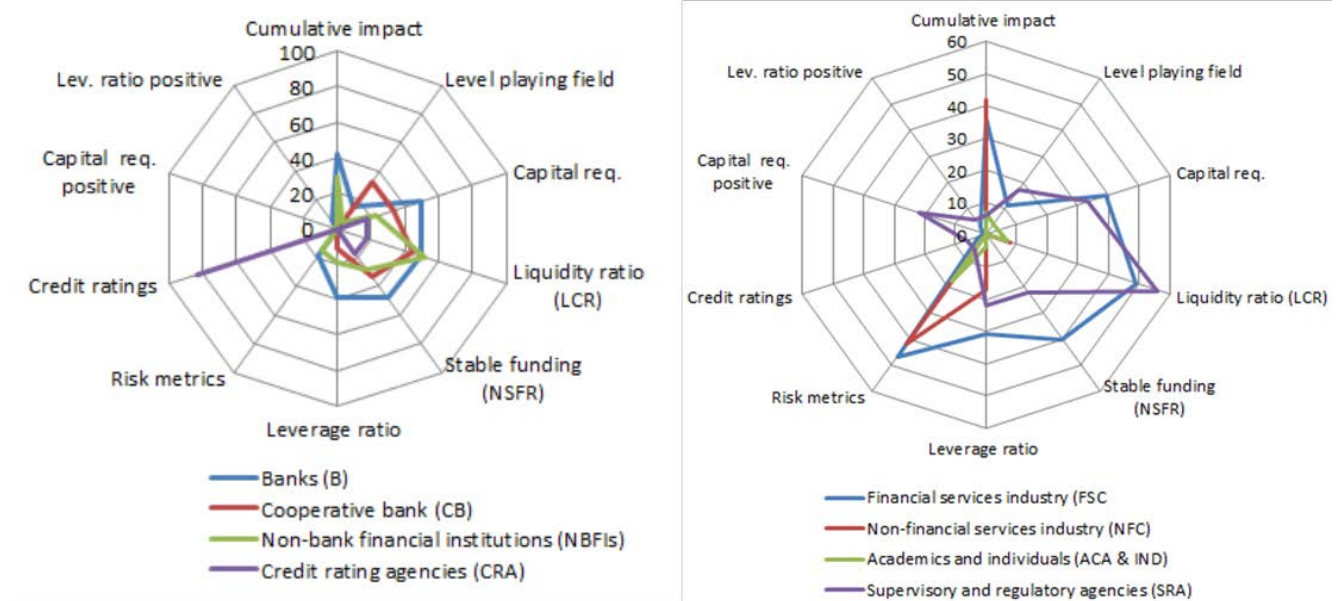 Cumulative impact
100
80
60
40
20
0
Lev. ratio positive
Level playing field
Capital req.
positive
Capital req.
Credit ratings
Liquidity ratio
(LCR)
Risk metrics
Stable funding
(NSFR)
Leverage ratio
Banks (B)
Cooperative bank (CB)
Non-bank financial institutions (NBFIs)
Credit rating agencies (CRA)
Cumulative impact
60
50
40
30
20
10
0
Lev. ratio positive
Level playing field
Capital req.
positive
Capital req.
Credit ratings
Liquidity ratio (LCR)
Risk metrics
Stable funding
(NSFR)
Leverage ratio
Financial services industry (FSC
Non-financial services industry (NFC)
Academics and individuals (ACA & IND)
Supervisory and regulatory agencies (SRA)